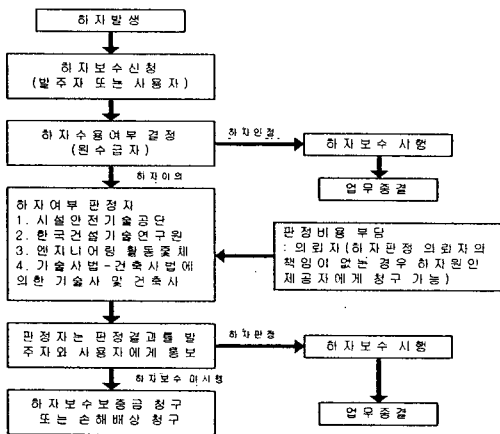 하자발생
하자보수신청
(발주자 또는 사용자)
하자수용여부 결정
(원수급자)
하자인정
하자보수 시행
업무종결
하자이의
하자여부 판정자
1. 시설안전기술공단
2. 한국건설기술연구원
3. 엔지니어링 활동주체
4. 기술사법-건축사법에
의한 기술사 및 건축사
판정비용 부담
: 의뢰자(하자판정 의뢰자의
책임이 없는 경우 하자원인
제공자에게 청구 가능)
판정자는 판정결과를 발
주자와 사용자에게 통보
하자판정
하자보수 시행
업무종결
하자보수 미시행
하자보수보증금 청구
또는 손해배상 청구